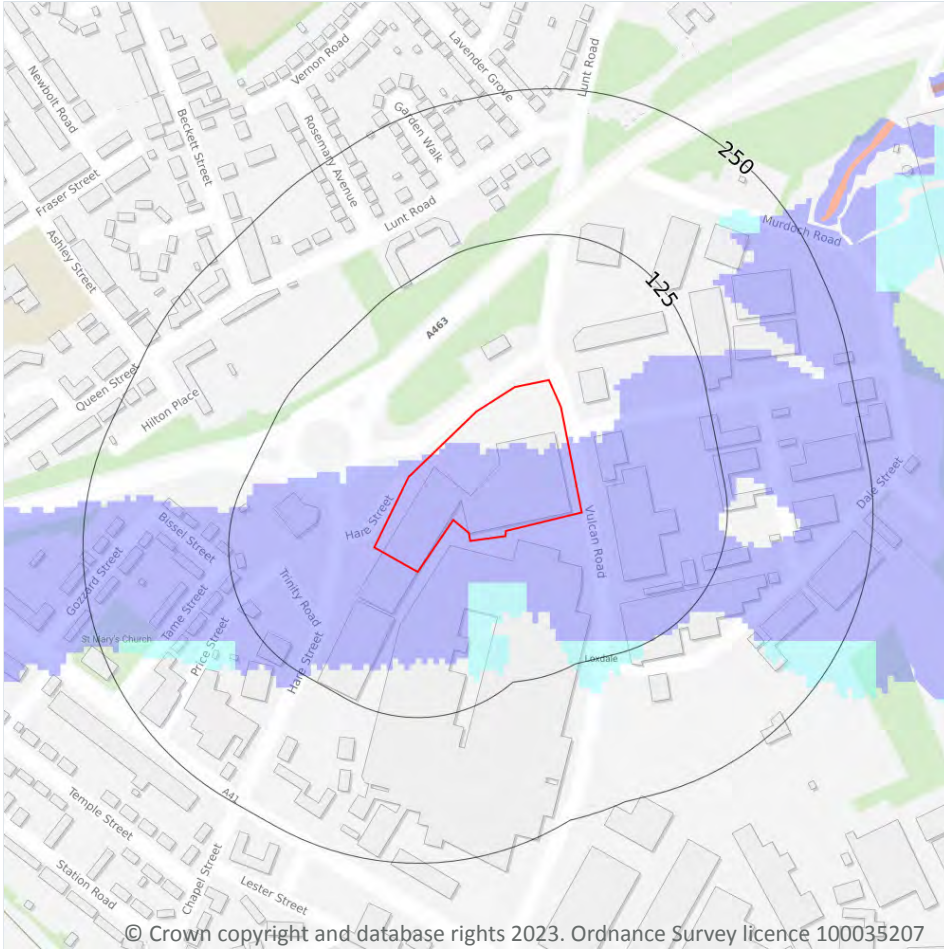 Vernon Road
Lavender Grove
Lunt Road
Newbolt Road
Beckett Street
Rosemary Avenue
Garden Walk
250
Fraser Street
Lunt Road
Murdoch Road
Ashley Street
125
A463
Queen Street
Hilton Place
Hare Street
Dale Street
Bissel Street
Vulcan Road
Gozzard Street
Trinity Road
Tame Street
St Mary's Church
Price Street
Hare Street
Loxdale
A41
Temple Street
Chapel Street
Station Road
Lester Street
© Crown copyright and database rights 2023. Ordnance Survey licence 100035207